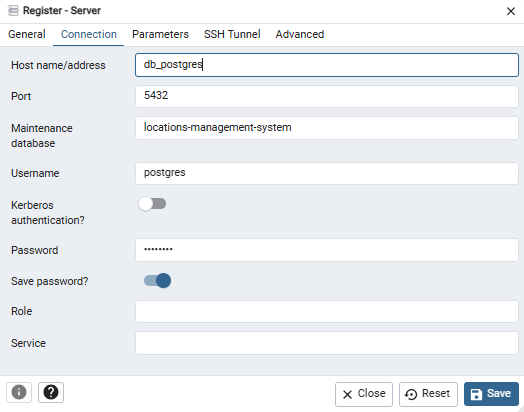 Register - Server
General Connection Parameters SSH Tunnel Advanced
Host name/address db_postgres
Port 5432
Maintenance database locations-management-system
Username postgres
Kerberos authentication?
Password ••••••••
Save password?
Role
Service
Close Reset Save